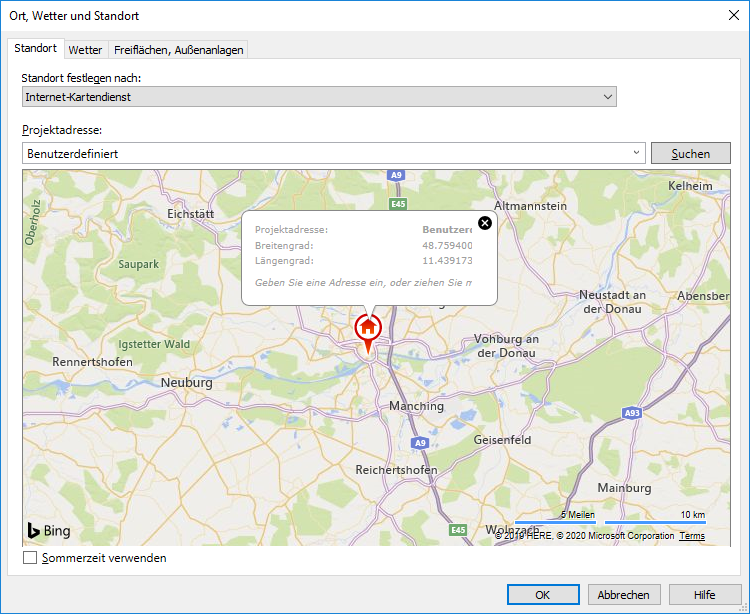 Ort, Wetter und Standort
Standort
Wetter
Freiflächen, Außenanlagen
Standort festlegen nach:
Internet-Kartendienst
Projektadresse:
Benutzerdefiniert
Suchen
A9
E45
Kelheim
Oberholz
Eichstätt
Altmannstein
Projektadresse: Benutzer
Breitengrad: 48.759400
Längengrad: 11.439173
Geben Sie eine Adresse ein, oder ziehen Sie
Saupark
Neustadt an
der Donau
Abensber
Igstetter Wald
Vohburg an
der Donau
Rennertshofen
Neuburg
Manching
A93
A9
Geisenfeld
Reichertshofen
Mainburg
E45
Wolnzach
5 Meilen
10 km
Bing
© 2019 HERE, © 2020 Microsoft Corporation Terms
Sommerzeit verwenden
OK
Abbrechen
Hilfe